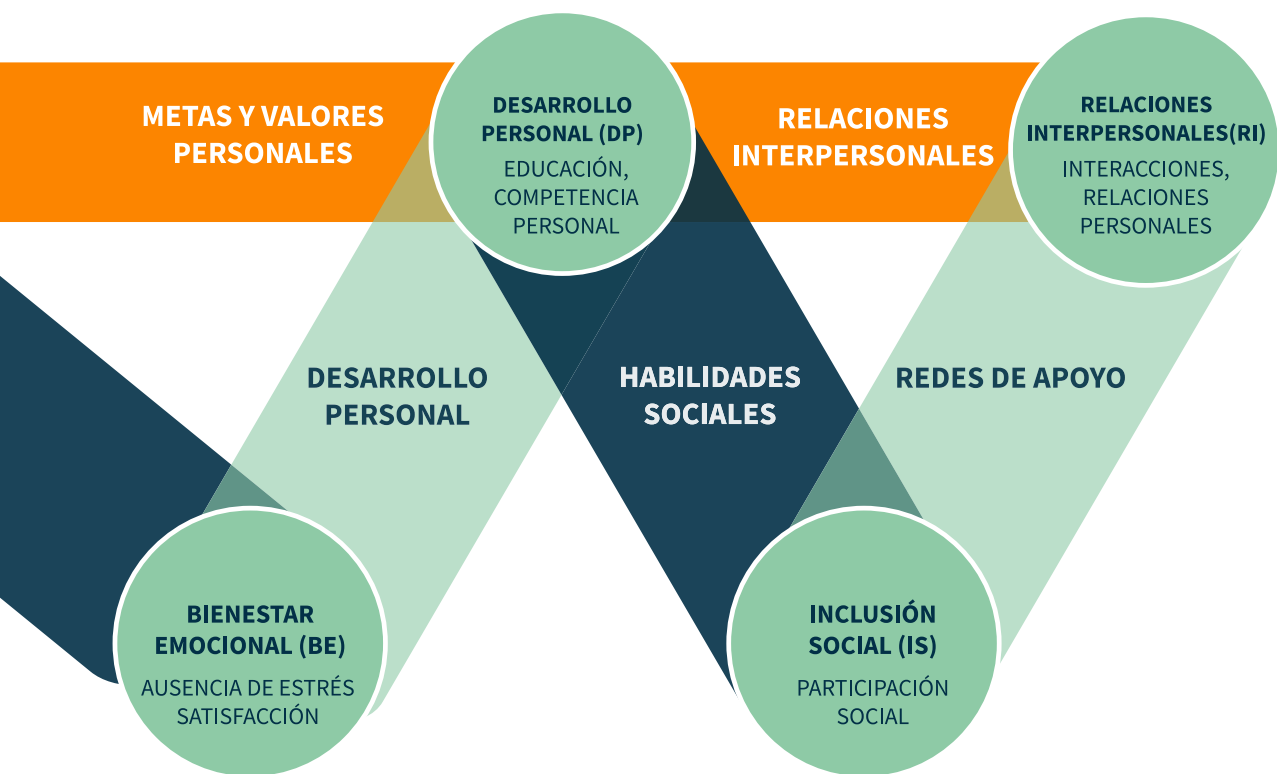 METAS Y VALORES
PERSONALES
DESARROLLO
PERSONAL (DP)
EDUCACIÓN,
COMPETENCIA
PERSONAL
RELACIONES
INTERPERSONALES
RELACIONES
INTERPERSONALES(RI)
INTERACCIONES,
RELACIONES
PERSONALES
DESARROLLO
PERSONAL
HABILIDADES
SOCIALES
REDES DE APOYO
BIENESTAR
EMOCIONAL (BE)
AUSENCIA DE ESTRÉS
SATISFACCIÓN
INCLUSIÓN
SOCIAL (IS)
PARTICIPACIÓN
SOCIAL